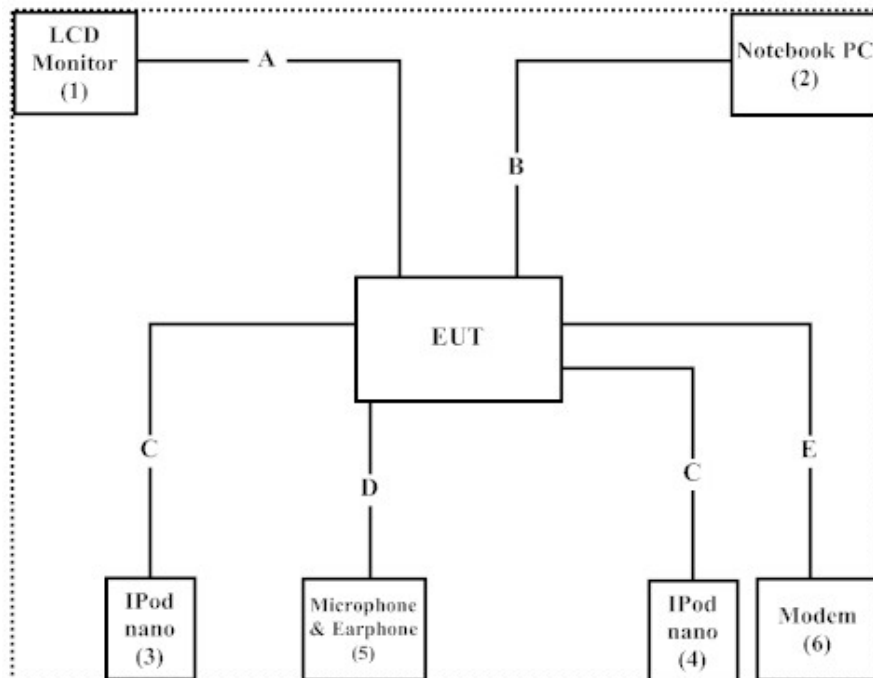 LCD
Monitor
(1)
A
Notebook PC
(2)
B
EUT
C
D
C
E
IPod
nano
(3)
Microphone
& Earphone
(5)
IPod
nano
(4)
Modem
(6)